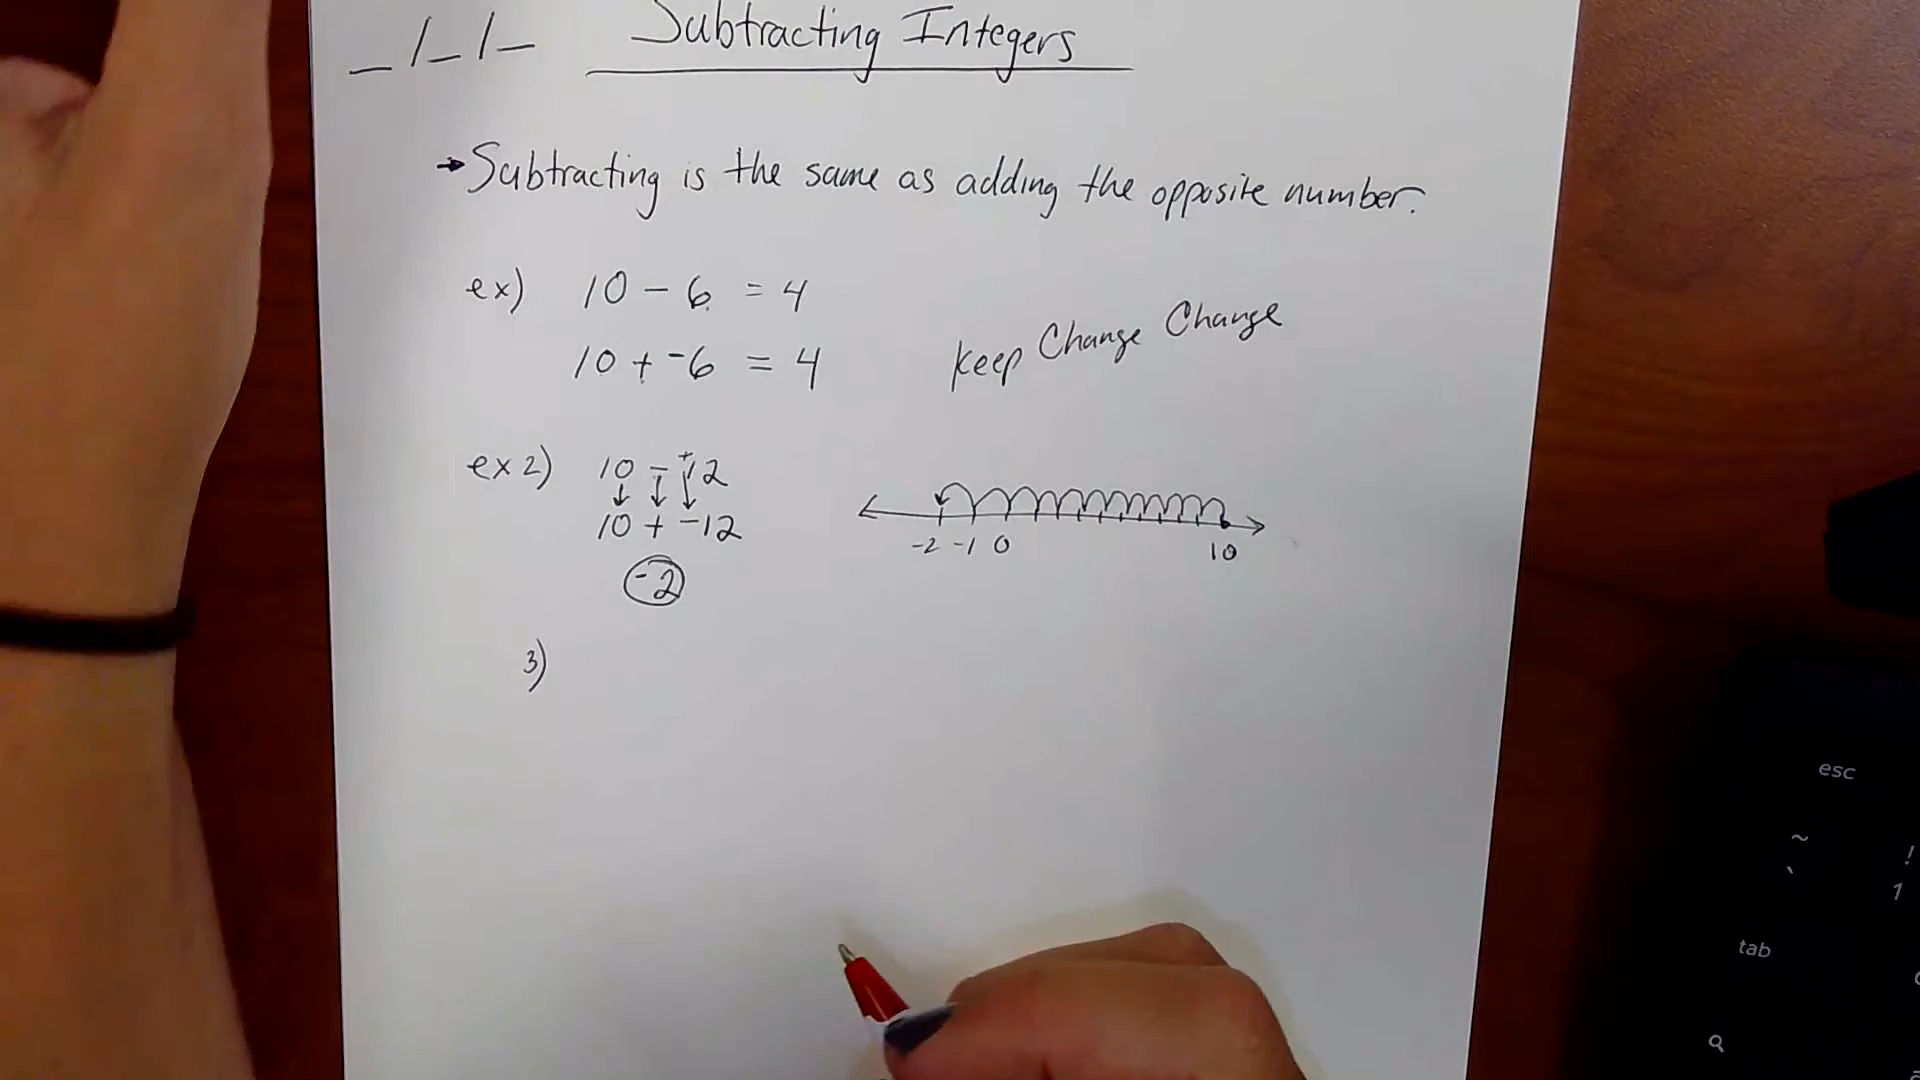 _/_/_ Subtracting Integers
→Subtracting is the same as adding the opposite number.
ex) 10 - 6 = 4
10 + -6 = 4
keep Change Change
ex 2) 10 - +12
↓ ↓ ↓
10 + -12
-2
-2 -1 0 10
3)
esc
~
`
!
1
tab